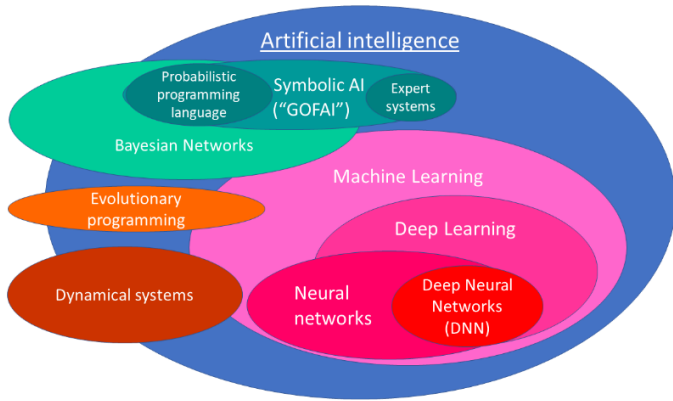 Artificial intelligence
Probabilistic
programming
language
Symbolic AI
(“GOFAI”)
Expert
systems
Bayesian Networks
Machine Learning
Evolutionary
programming
Deep Learning
Dynamical systems
Neural
networks
Deep Neural
Networks
(DNN)